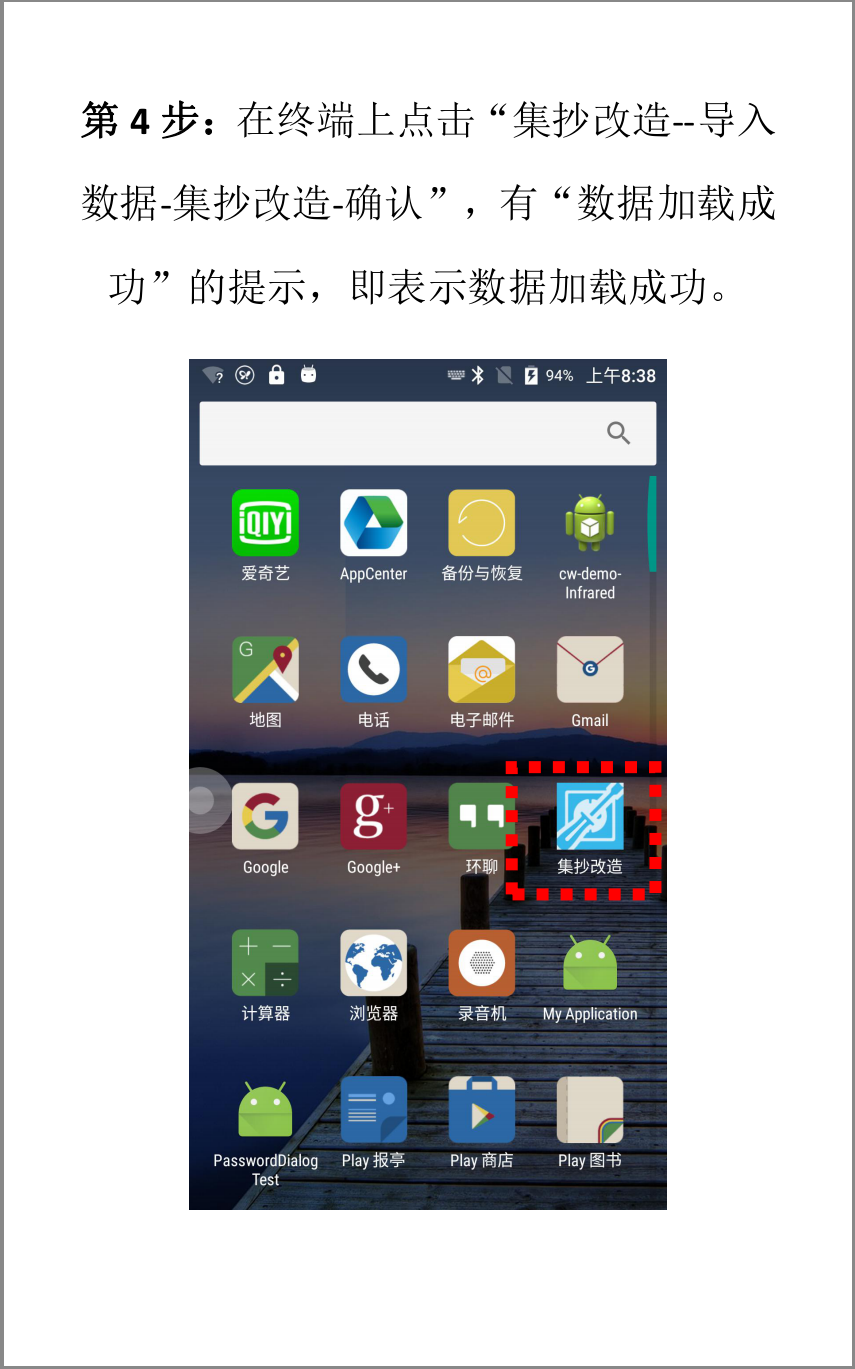 第 4 步：在终端上点击“集抄改造--导入
数据-集抄改造-确认”，有“数据加载成
功”的提示，即表示数据加载成功。
94% 上午8:38
iQIYI
爱奇艺 AppCenter 备份与恢复 cw-demo-
Infrared
G
地图 电话 电子邮件 Gmail
Google Google+ 环聊 集抄改造
计算器 浏览器 录音机 My Application
PasswordDialog Play 报亭 Play 商店 Play 图书
Test